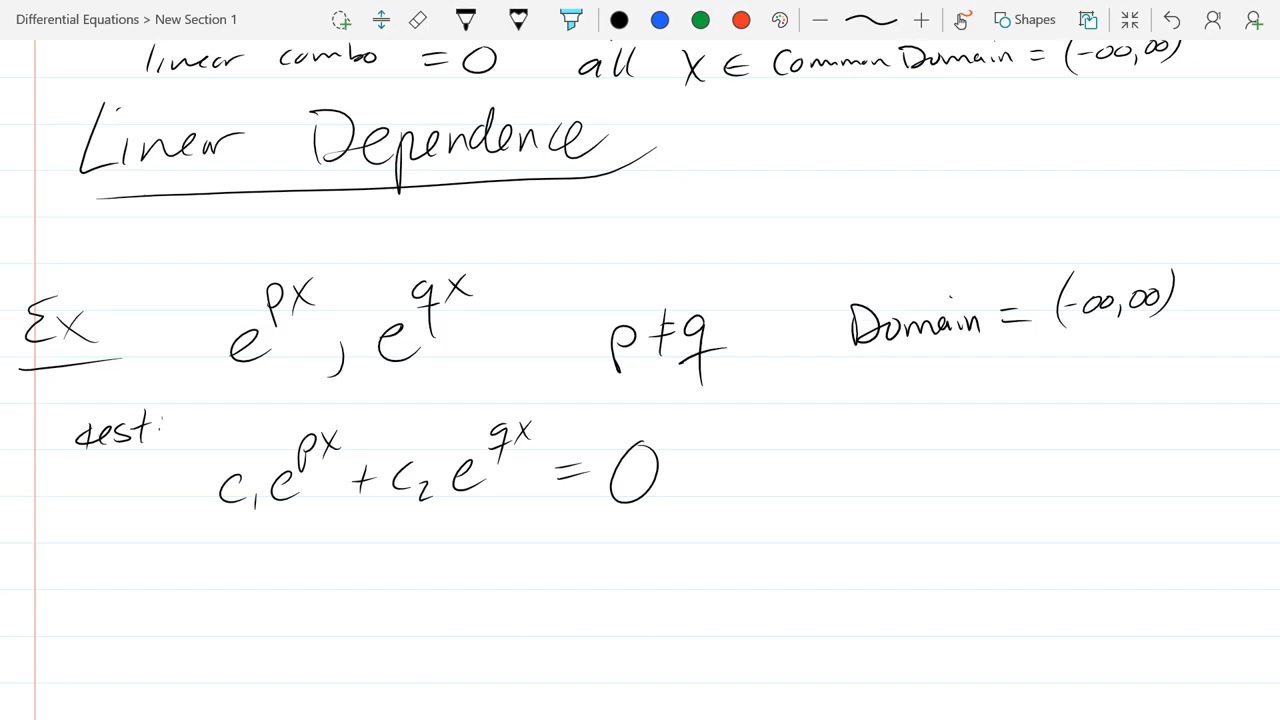 Differential Equations > New Section 1
Shapes
linear combo = 0 all x ∈ Common Domain = (-∞,∞)
Linear Dependence
Ex e^{px}, e^{qx} p ≠ q Domain = (-∞,∞)
test:
c₁e^{px} + c₂e^{qx} = 0